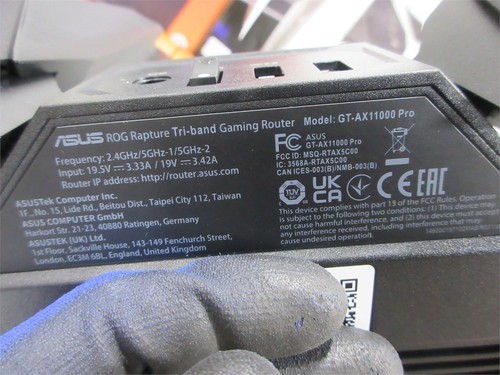 ASUS ROG Rapture Tri-band Gaming Router Model: GT-AX11000 Pro
Frequency: 2.4GHz/5GHz-1/5GHz-2
Input: 19.5V⎓3.33A / 19V⎓3.42A
Router IP address: http://router.asus.com
ASUSTek Computer Inc.
1F., No. 15, Lide Rd., Beitou Dist., Taipei City 112, Taiwan
ASUS COMPUTER GmbH
Harkort Str. 21-23, 40880 Ratingen, Germany
ASUSTEK (UK) Ltd.
1st Floor, Sackville House, 143-149 Fenchurch Street,
London, EC3M 6BL, England, United Kingdom
FC ASUS
GT-AX11000 Pro
FCC ID: MSQ-RTAX5C00
IC: 3568A-RTAX5C00
CAN ICES-003(B)/NMB-003(B)
TÜV UK CA CE EAC
This device complies with part 15 of the FCC Rules. Operation
is subject to the following two conditions: (1) This device may
not cause harmful interference, and (2) this device must accept
any interference received, including interference that may
cause undesired operation.